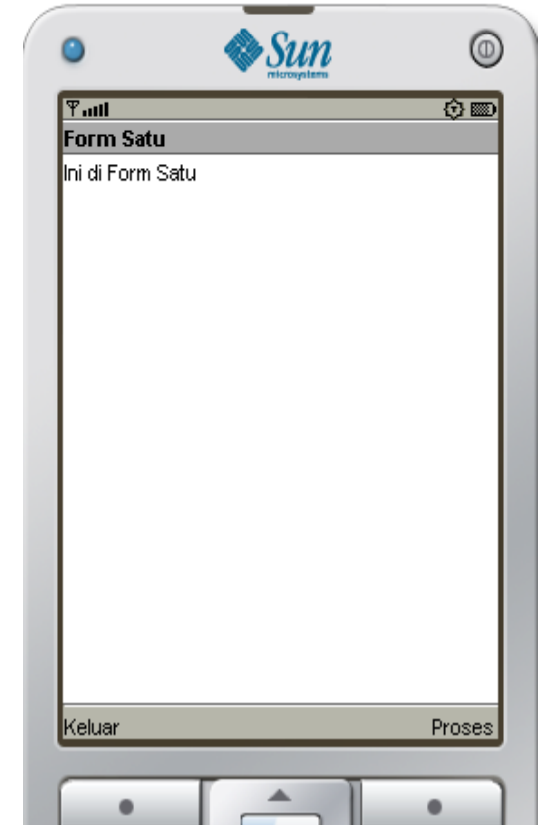 Sun
microsystems
Form Satu
Ini di Form Satu
Keluar Proses